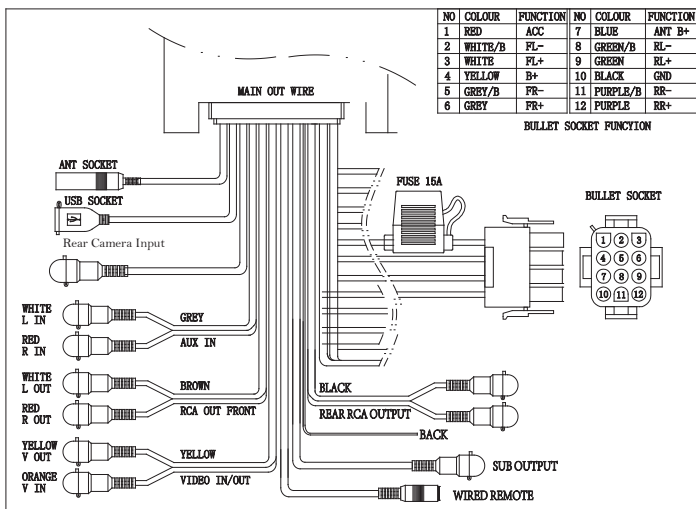 NO COLOUR FUNCTION NO COLOUR FUNCTION
1 RED ACC 7 BLUE ANT B+
2 WHITE/B FL- 8 GREEN/B RL-
3 WHITE FL+ 9 GREEN RL+
4 YELLOW B+ 10 BLACK GND
5 GREY/B FR- 11 PURPLE/B RR-
6 GREY FR+ 12 PURPLE RR+
BULLET SOCKET FUNCYION
MAIN OUT WIRE
ANT SOCKET
USB SOCKET
Rear Camera Input
FUSE 15A
BULLET SOCKET
1 2 3
4 5 6
7 8 9
10 11 12
WHITE
L IN
GREY
RED
R IN
AUX IN
WHITE
L OUT
BROWN
RED
R OUT
RCA OUT FRONT
YELLOW
V OUT
YELLOW
ORANGE
V IN
VIDEO IN/OUT
BLACK
REAR RCA OUTPUT
BACK
SUB OUTPUT
WIRED REMOTE